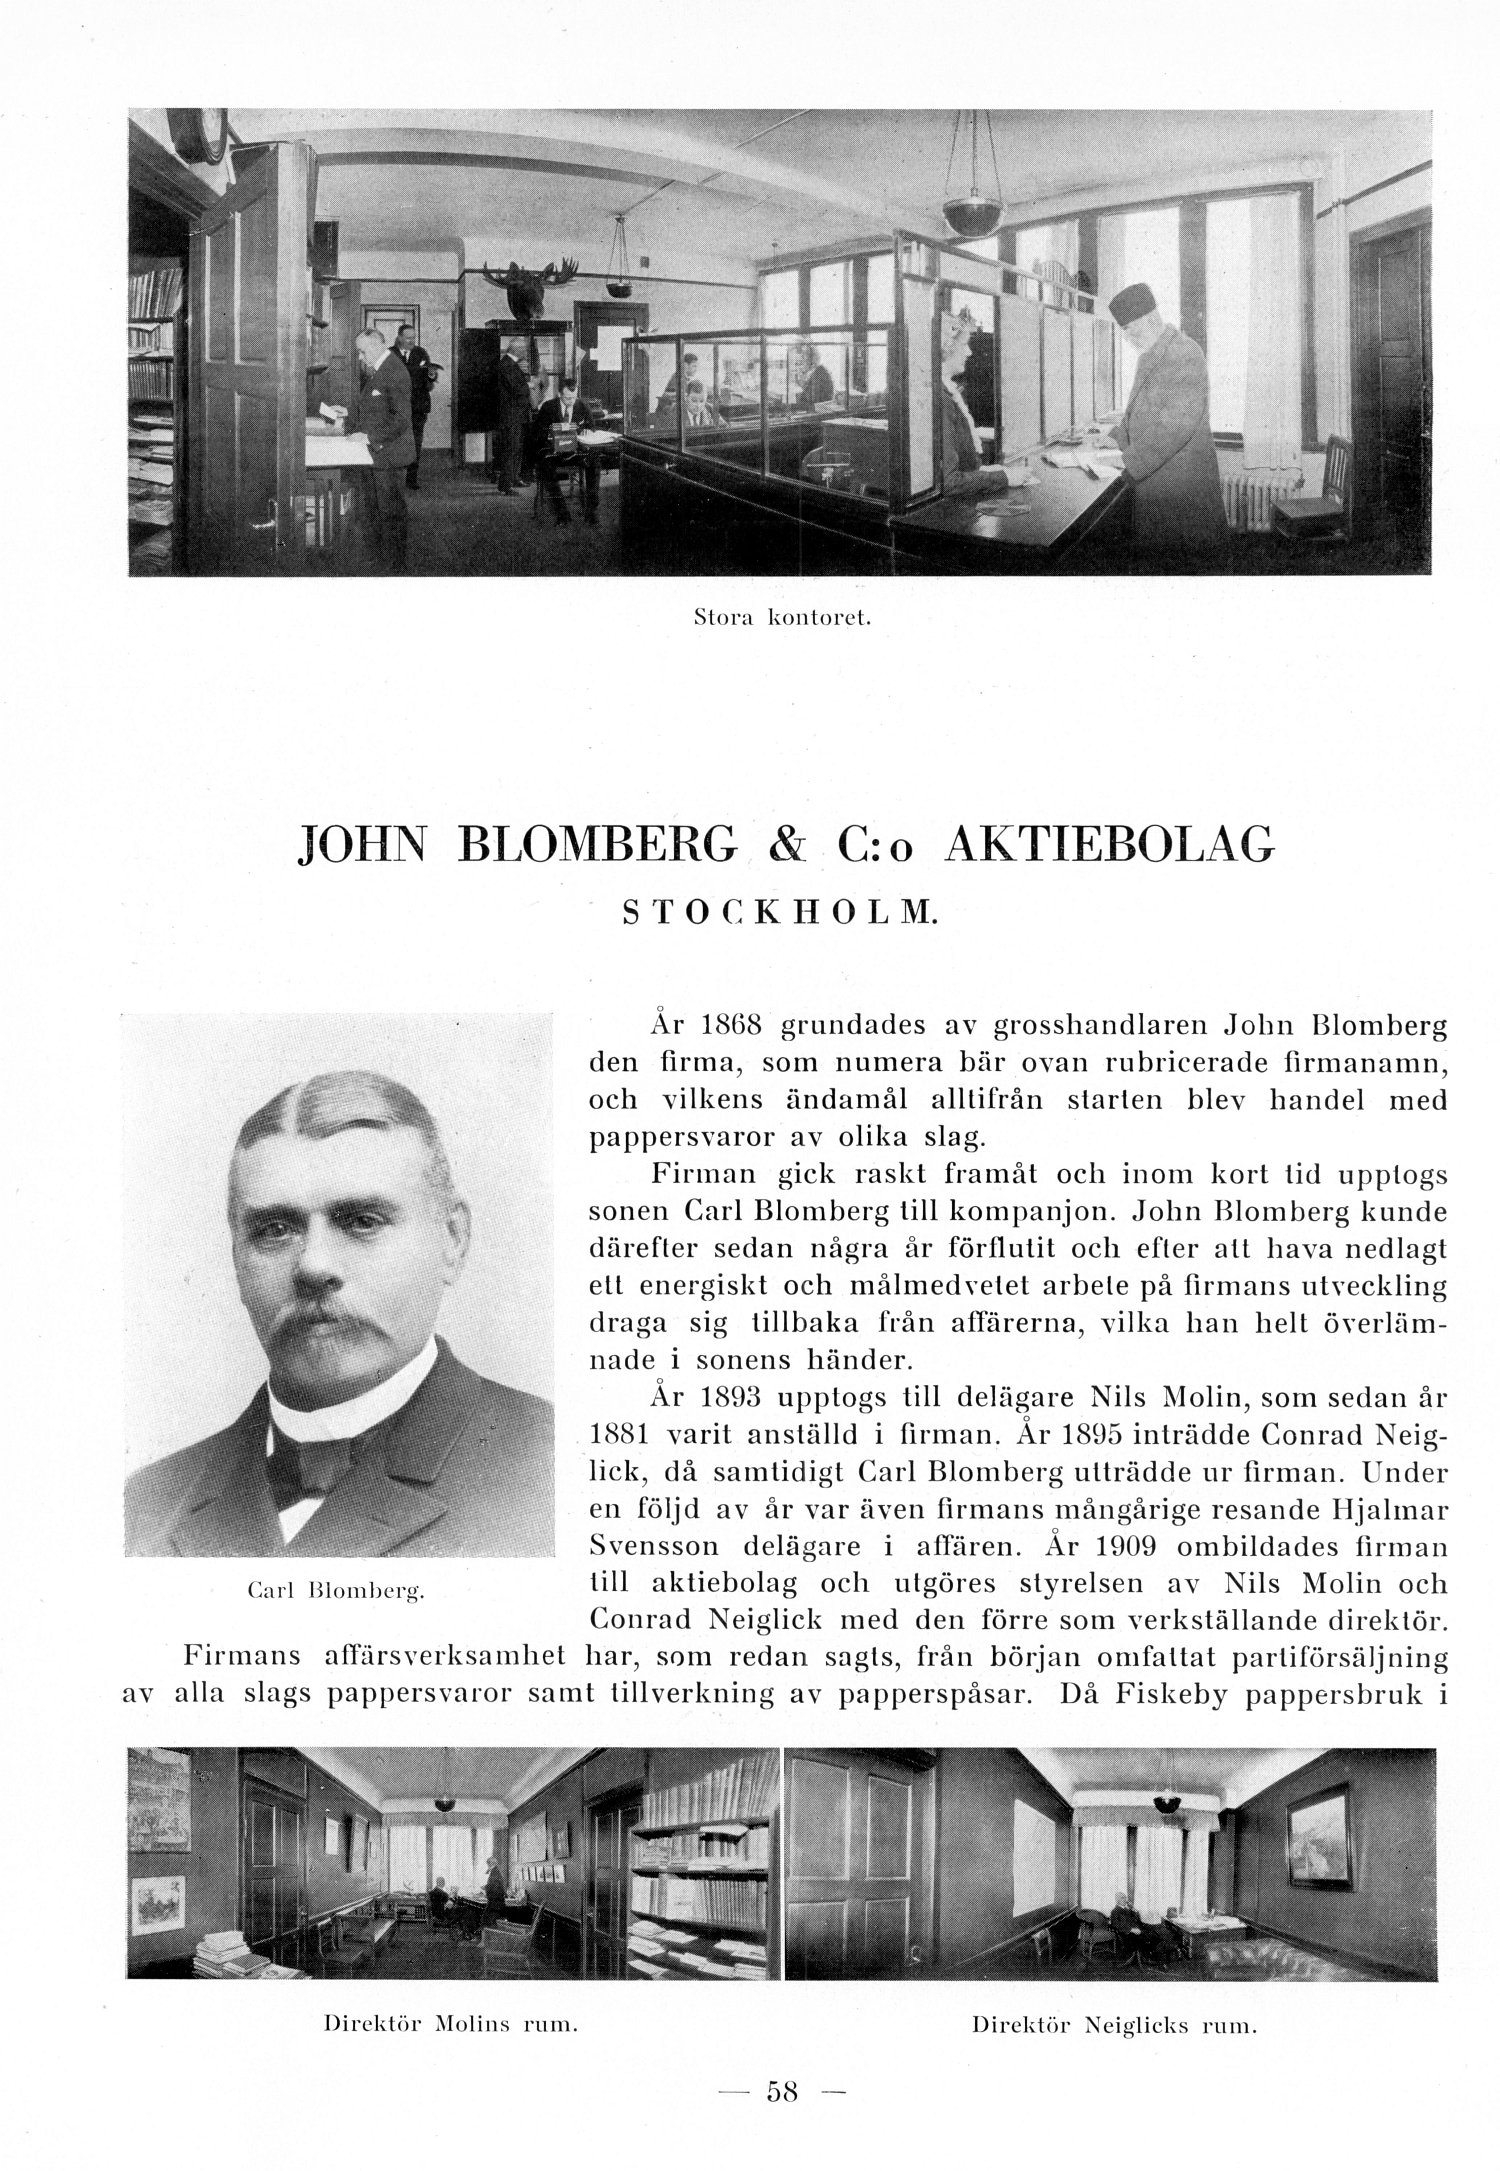 Stora kontoret.
JOHN BLOMBERG & C:o AKTIEBOLAG
STOCKHOLM.
År 1868 grundades av grosshandlaren John Blomberg
den firma, som numera bär ovan rubricerade firmanamn,
och vilkens ändamål alltifrån starten blev handel med
pappersvaror av olika slag.
Firman gick raskt framåt och inom kort tid upptogs
sonen Carl Blomberg till kompanjon. John Blomberg kunde
därefter sedan några år förflutit och efter att hava nedlagt
ett energiskt och målmedvetet arbete på firmans utveckling
draga sig tillbaka från affärerna, vilka han helt överläm-
nade i sonens händer.
År 1893 upptogs till delägare Nils Molin, som sedan år
1881 varit anställd i firman. År 1895 inträdde Conrad Neig-
lick, då samtidigt Carl Blomberg utträdde ur firman. Under
en följd av år var även firmans mångårige resande Hjalmar
Svensson delägare i affären. År 1909 ombildades firman
till aktiebolag och utgöres styrelsen av Nils Molin och
Conrad Neiglick med den förre som verkställande direktör.
Carl Blomberg.
Firmans affärsverksamhet har, som redan sagts, från början omfattat partiförsäljning
av alla slags pappersvaror samt tillverkning av papperspåsar. Då Fiskeby pappersbruk i
Direktör Molins rum.
Direktör Neiglicks rum.
— 58 —